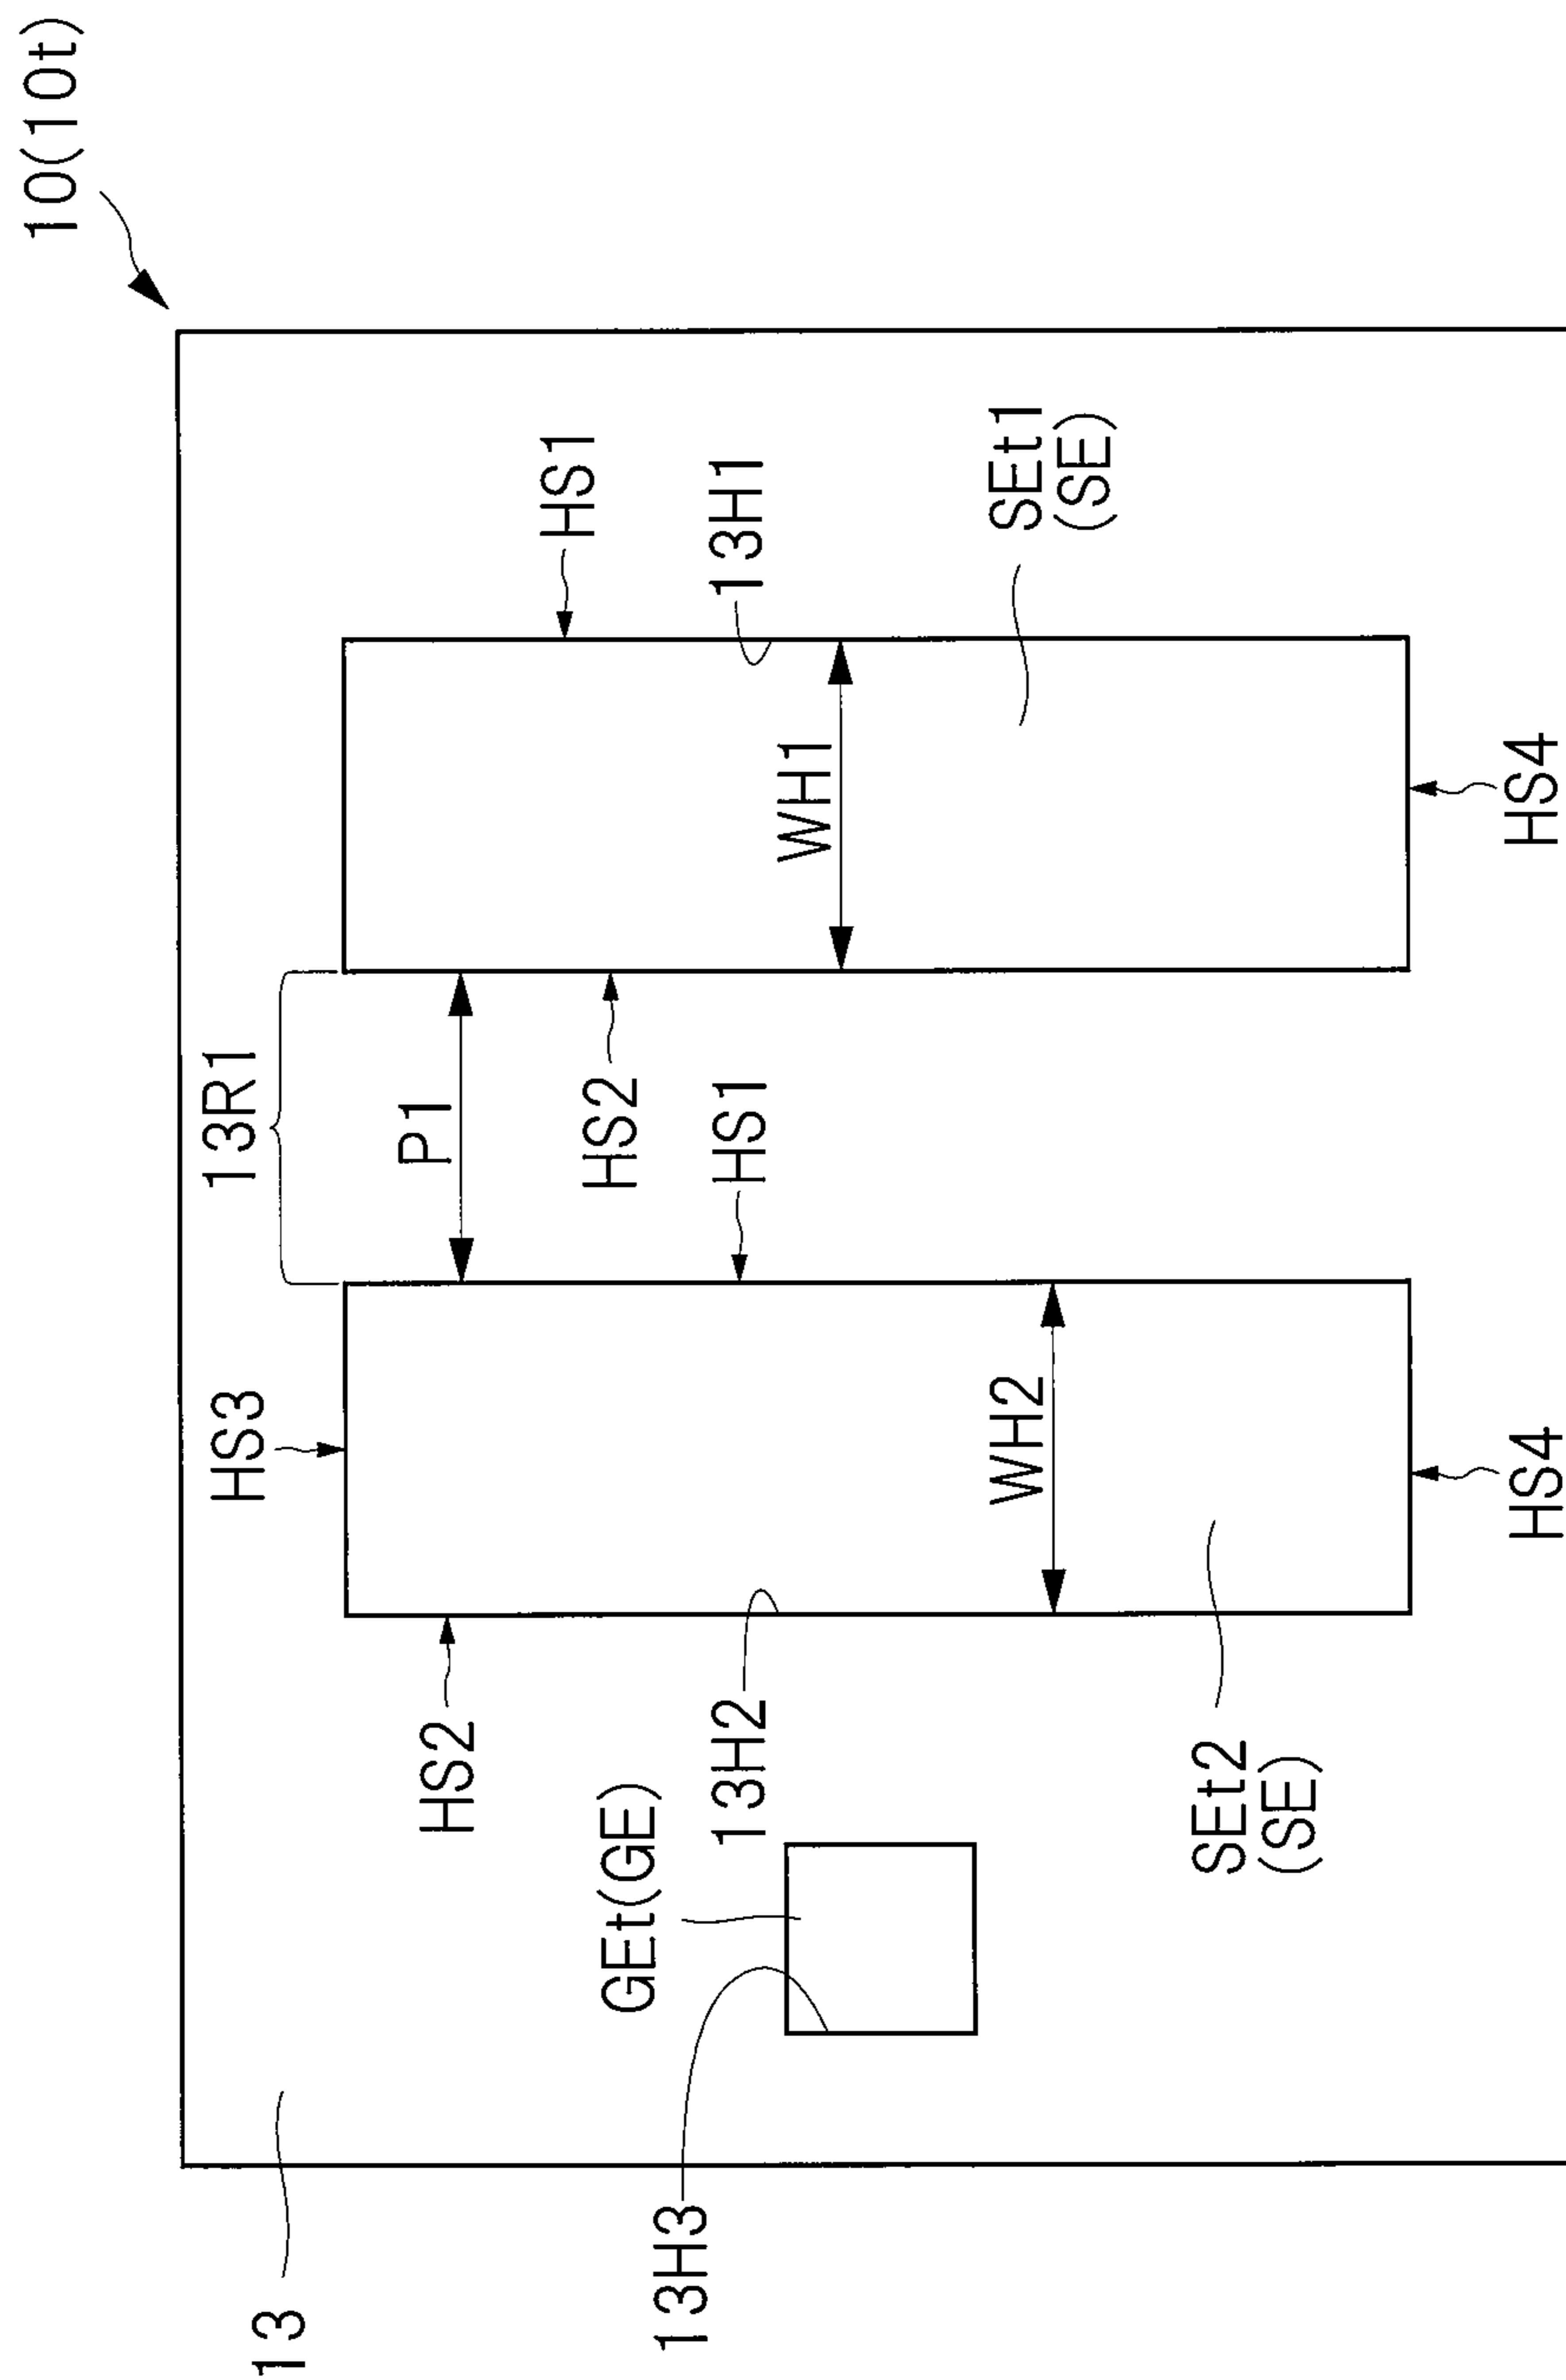 10(10t)
HS1
13H1
SEt1
(SE)
WH1
HS4
13R1
P1
HS2
HS1
HS3
WH2
HS4
HS2
13H2
SEt2
(SE)
GEt(GE)
13H3
13